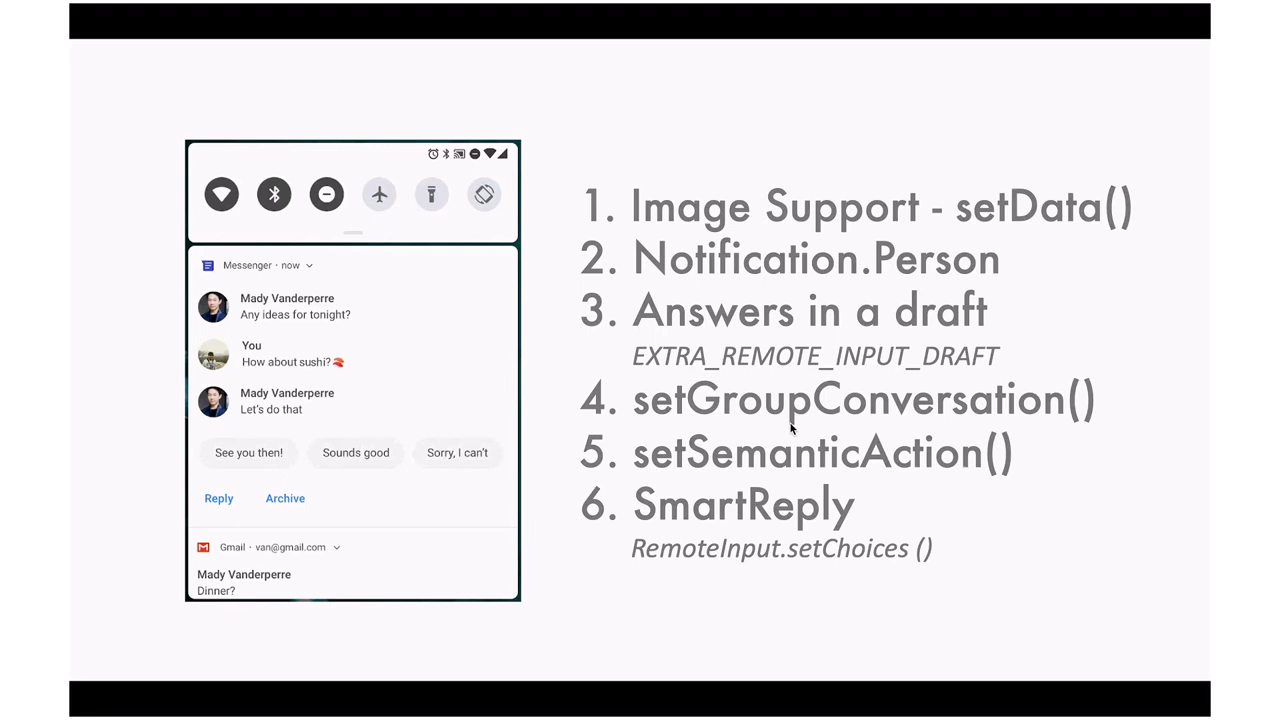 Messenger · now
Mady Vanderperre
Any ideas for tonight?
You
How about sushi?🍣
Mady Vanderperre
Let's do that
See you then! Sounds good Sorry, I can't
Reply Archive
Gmail · van@gmail.com
Mady Vanderperre
Dinner?
1. Image Support - setData()
2. Notification.Person
3. Answers in a draft
EXTRA_REMOTE_INPUT_DRAFT
4. setGroupConversation()
5. setSemanticAction()
6. SmartReply
RemoteInput.setChoices ()